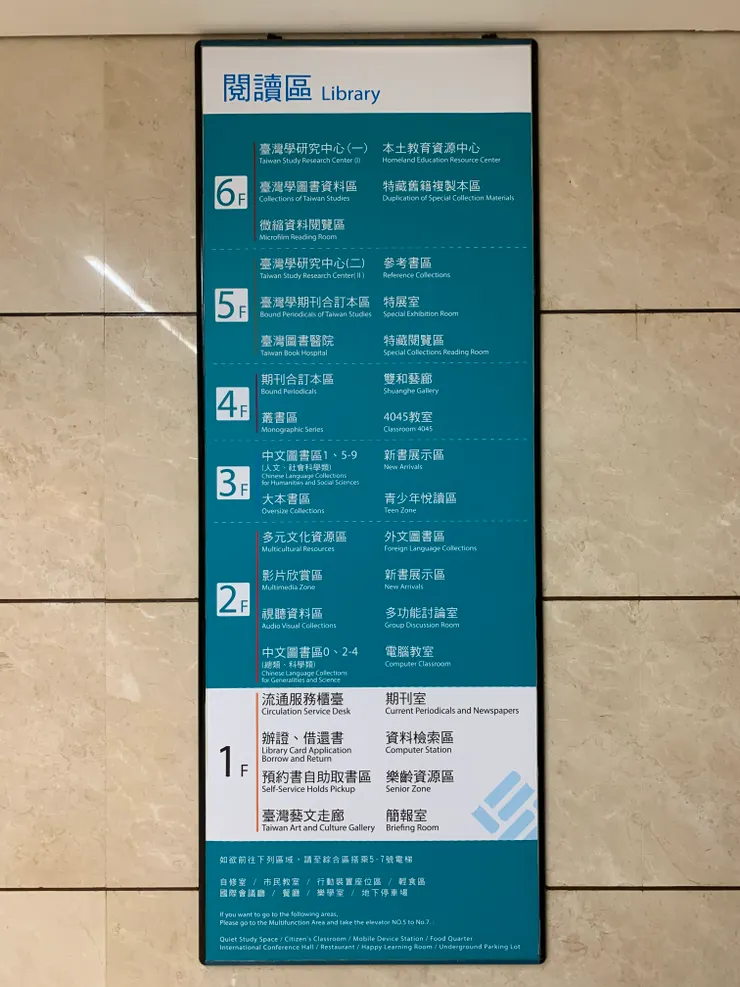 閱讀區 Library
6F
臺灣學研究中心(一)
Taiwan Study Research Center (I)
本土教育資源中心
Homeland Education Resource Center
臺灣學圖書資料區
Collections of Taiwan Studies
特藏舊籍複製本區
Duplication of Special Collection Materials
微縮資料閱覽區
Microfilm Reading Room
5F
臺灣學研究中心(二)
Taiwan Study Research Center( II )
參考書區
Reference Collections
臺灣學期刊合訂本區
Bound Periodicals of Taiwan Studies
特展室
Special Exhibition Room
臺灣圖書醫院
Taiwan Book Hospital
特藏閱覽區
Special Collections Reading Room
4F
期刊合訂本區
Bound Periodicals
雙和藝廊
Shuanghe Gallery
叢書區
Monographic Series
4045教室
Classroom 4045
3F
中文圖書區1、5-9
(人文、社會科學類)
Chinese Language Collections
for Humanities and Social Sciences
新書展示區
New Arrivals
大本書區
Oversize Collections
青少年悅讀區
Teen Zone
2F
多元文化資源區
Multicultural Resources
外文圖書區
Foreign Language Collections
影片欣賞區
Multimedia Zone
新書展示區
New Arrivals
視聽資料區
Audio Visual Collections
多功能討論室
Group Discussion Room
中文圖書區0、2-4
(總類、科學類)
Chinese Language Collections
for Generalities and Science
電腦教室
Computer Classroom
1F
流通服務櫃臺
Circulation Service Desk
期刊室
Current Periodicals and Newspapers
辦證、借還書
Library Card Application
Borrow and Return
資料檢索區
Computer Station
預約書自助取書區
Self-Service Holds Pickup
樂齡資源區
Senior Zone
臺灣藝文走廊
Taiwan Art and Culture Gallery
簡報室
Briefing Room
如欲前往下列區域，請至綜合區搭乘5-7號電梯
自修室 / 市民教室 / 行動裝置座位區 / 輕食區
國際會議廳 / 餐廳 / 樂學室 / 地下停車場
If you want to go to the following areas,
Please go to the Multifunction Area and take the elevator NO.5 to No.7.
Quiet Study Space / Citizen's Classroom / Mobile Device Station / Food Quarter
International Conference Hall / Restaurant / Happy Learning Room / Underground Parking Lot